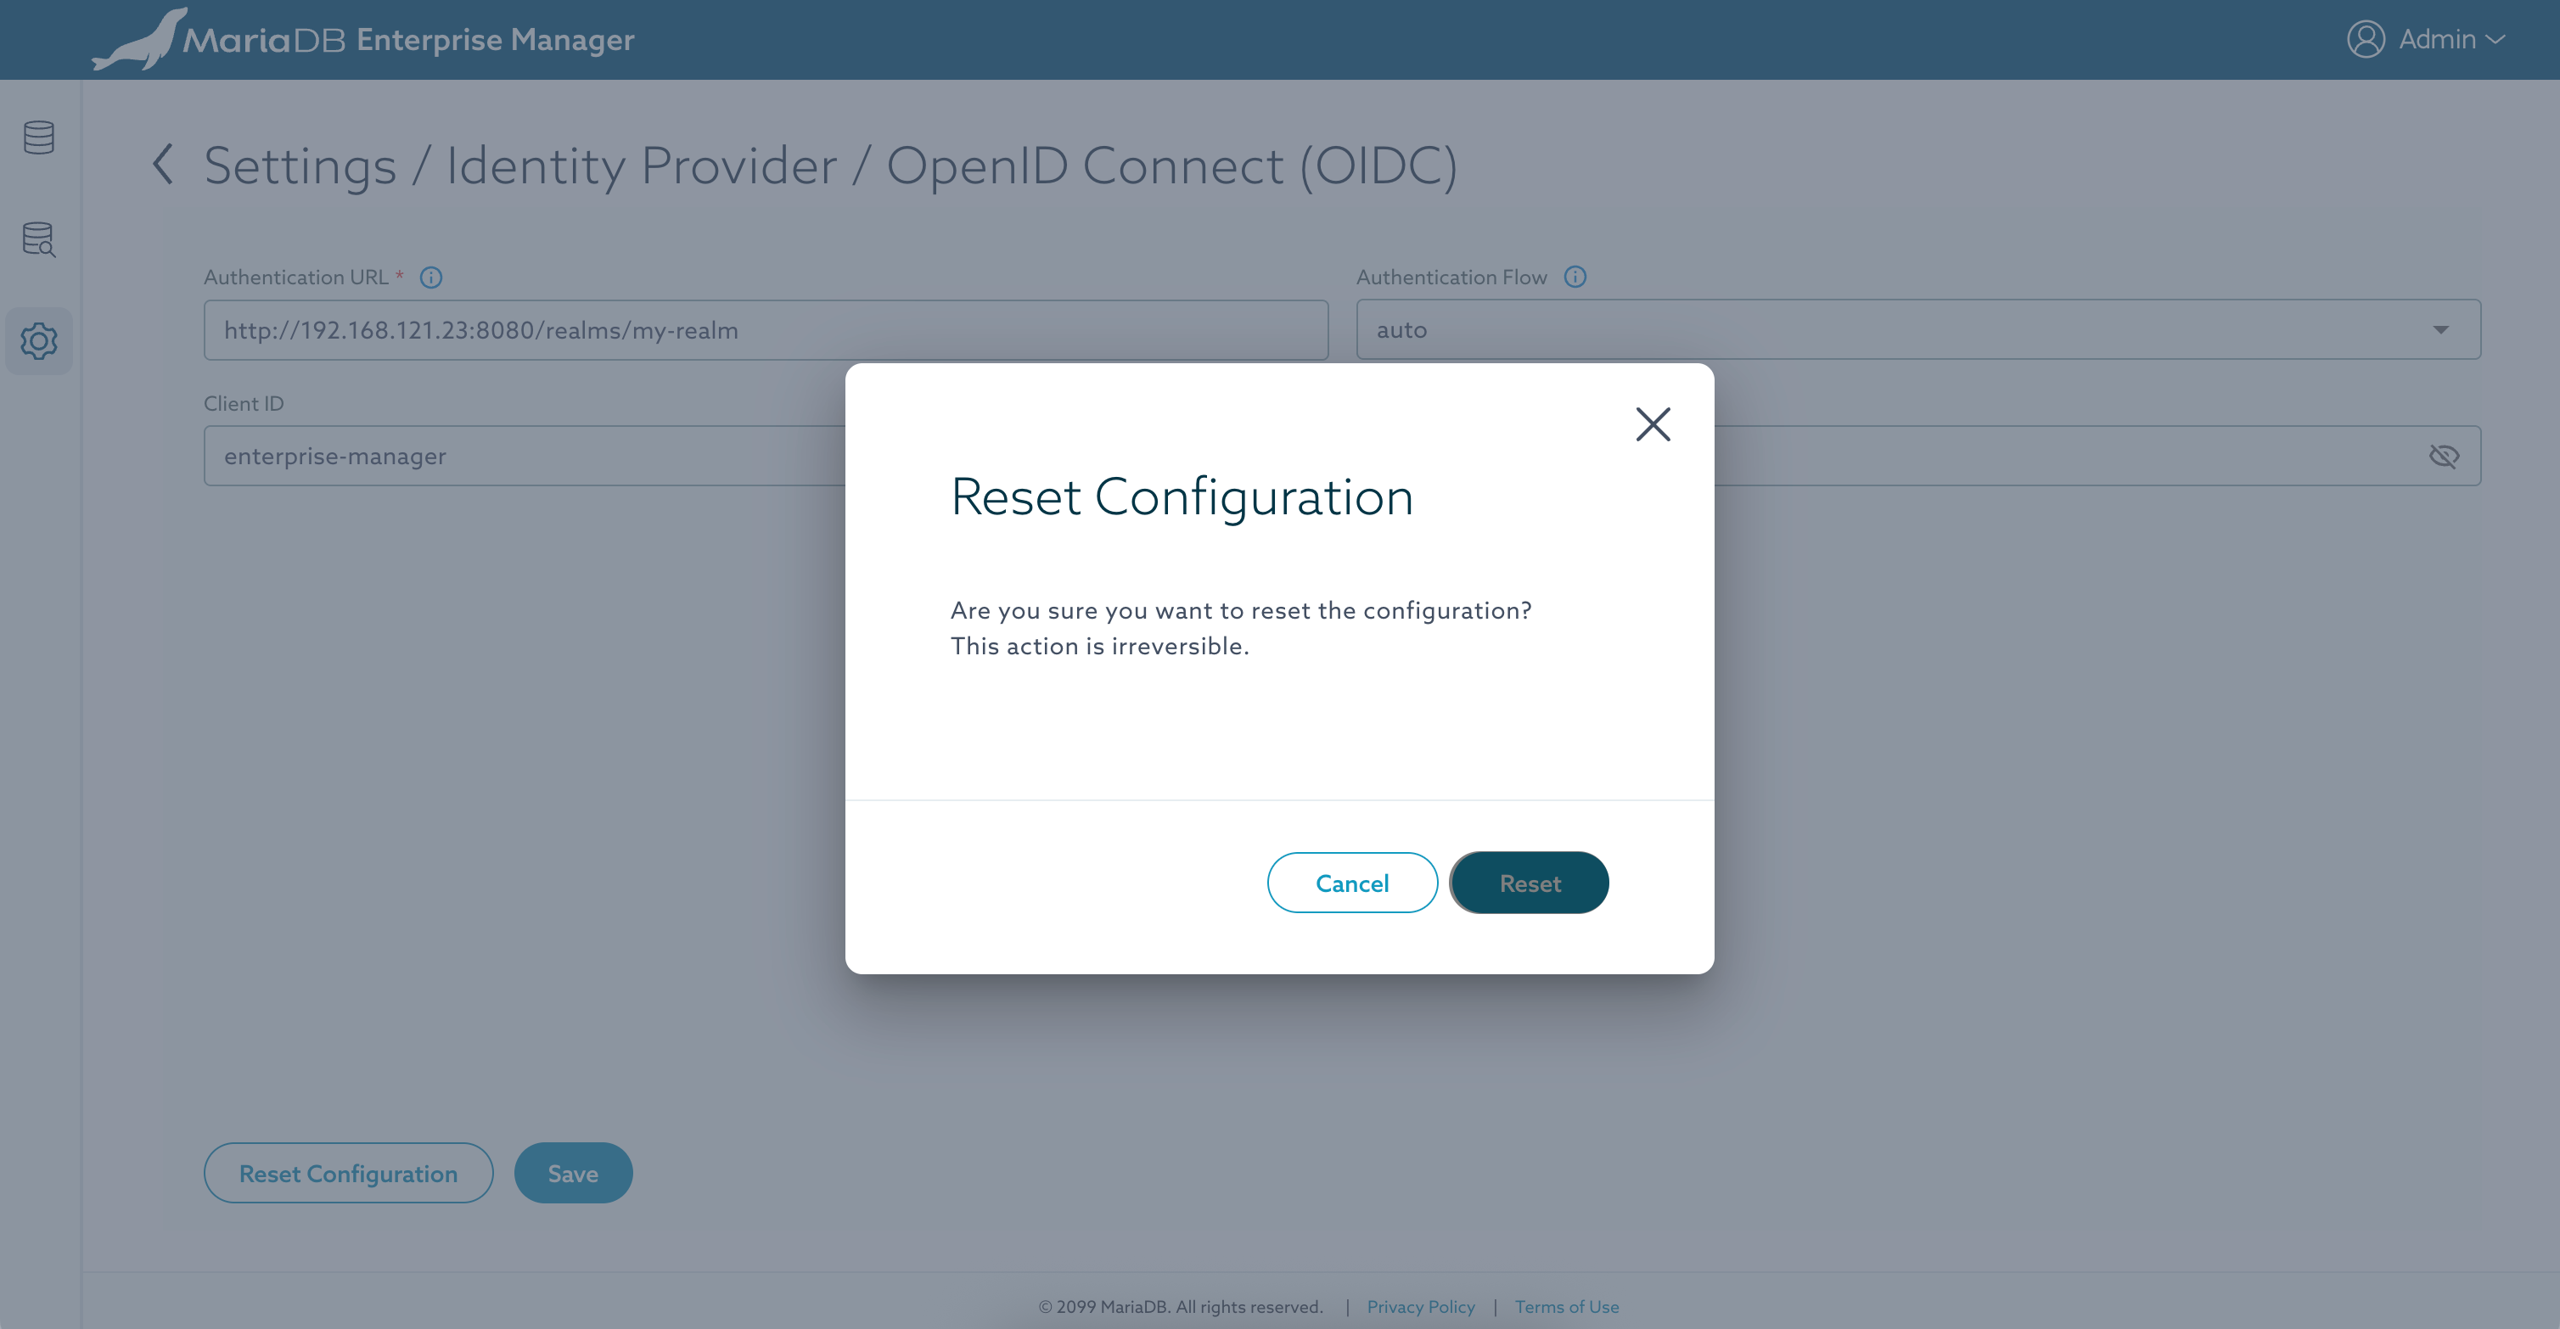 MariaDB Enterprise Manager
Admin
Settings / Identity Provider / OpenID Connect (OIDC)
Authentication URL *
Authentication Flow
http://192.168.121.23:8080/realms/my-realm
auto
Client ID
enterprise-manager
Reset Configuration
Are you sure you want to reset the configuration?
This action is irreversible.
Cancel
Reset
Reset Configuration
Save
© 2099 MariaDB. All rights reserved. | Privacy Policy | Terms of Use